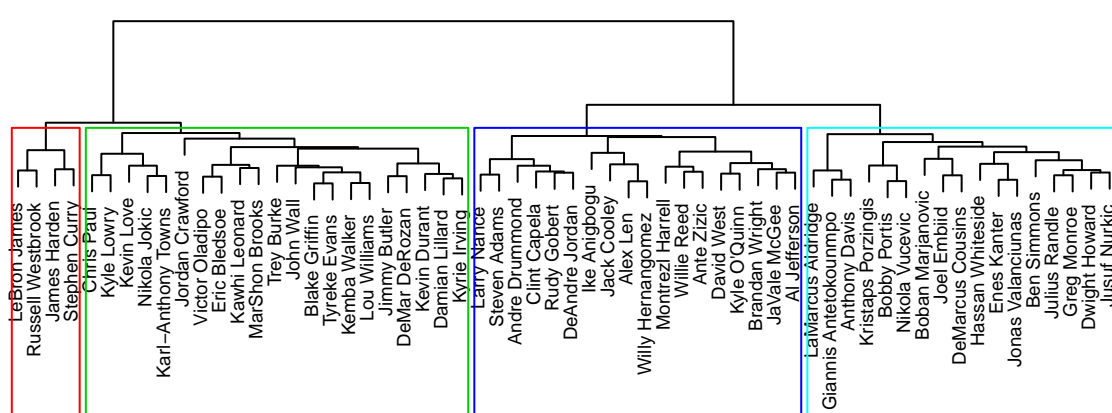 LeBron James
Russell Westbrook
James Harden
Stephen Curry
Chris Paul
Kyle Lowry
Kevin Love
Nikola Jokic
Karl−Anthony Towns
Jordan Crawford
Victor Oladipo
Eric Bledsoe
Kawhi Leonard
MarShon Brooks
Trey Burke
John Wall
Blake Griffin
Tyreke Evans
Kemba Walker
Lou Williams
Jimmy Butler
DeMar DeRozan
Kevin Durant
Damian Lillard
Kyrie Irving
Larry Nance
Steven Adams
Andre Drummond
Clint Capela
Rudy Gobert
DeAndre Jordan
Ike Anigbogu
Jack Cooley
Alex Len
Willy Hernangomez
Montrezl Harrell
Willie Reed
Ante Zizic
David West
Kyle O'Quinn
Brandan Wright
JaVale McGee
Al Jefferson
LaMarcus Aldridge
Giannis Antetokounmpo
Anthony Davis
Kristaps Porzingis
Bobby Portis
Nikola Vucevic
Boban Marjanovic
Joel Embiid
DeMarcus Cousins
Hassan Whiteside
Enes Kanter
Jonas Valanciunas
Ben Simmons
Julius Randle
Greg Monroe
Dwight Howard
Jusuf Nurkic